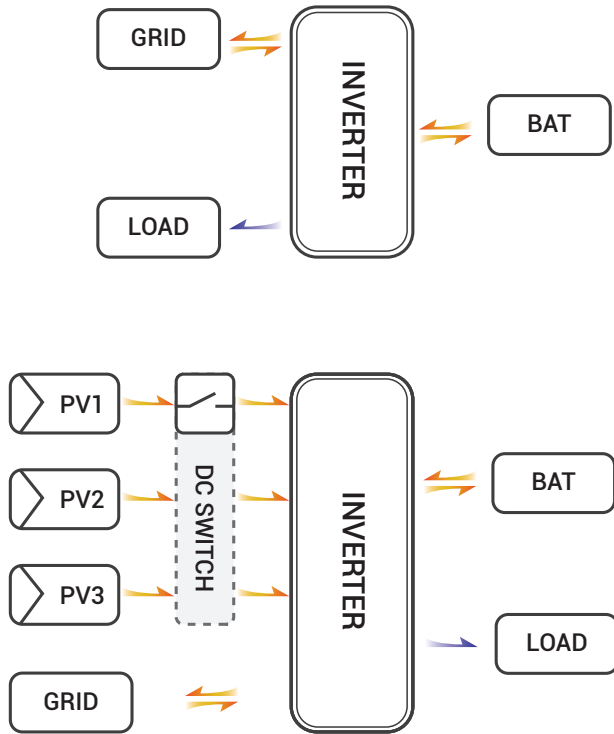 GRID
INVERTER
BAT
LOAD
PV1
PV2
DC SWITCH
INVERTER
BAT
PV3
LOAD
GRID